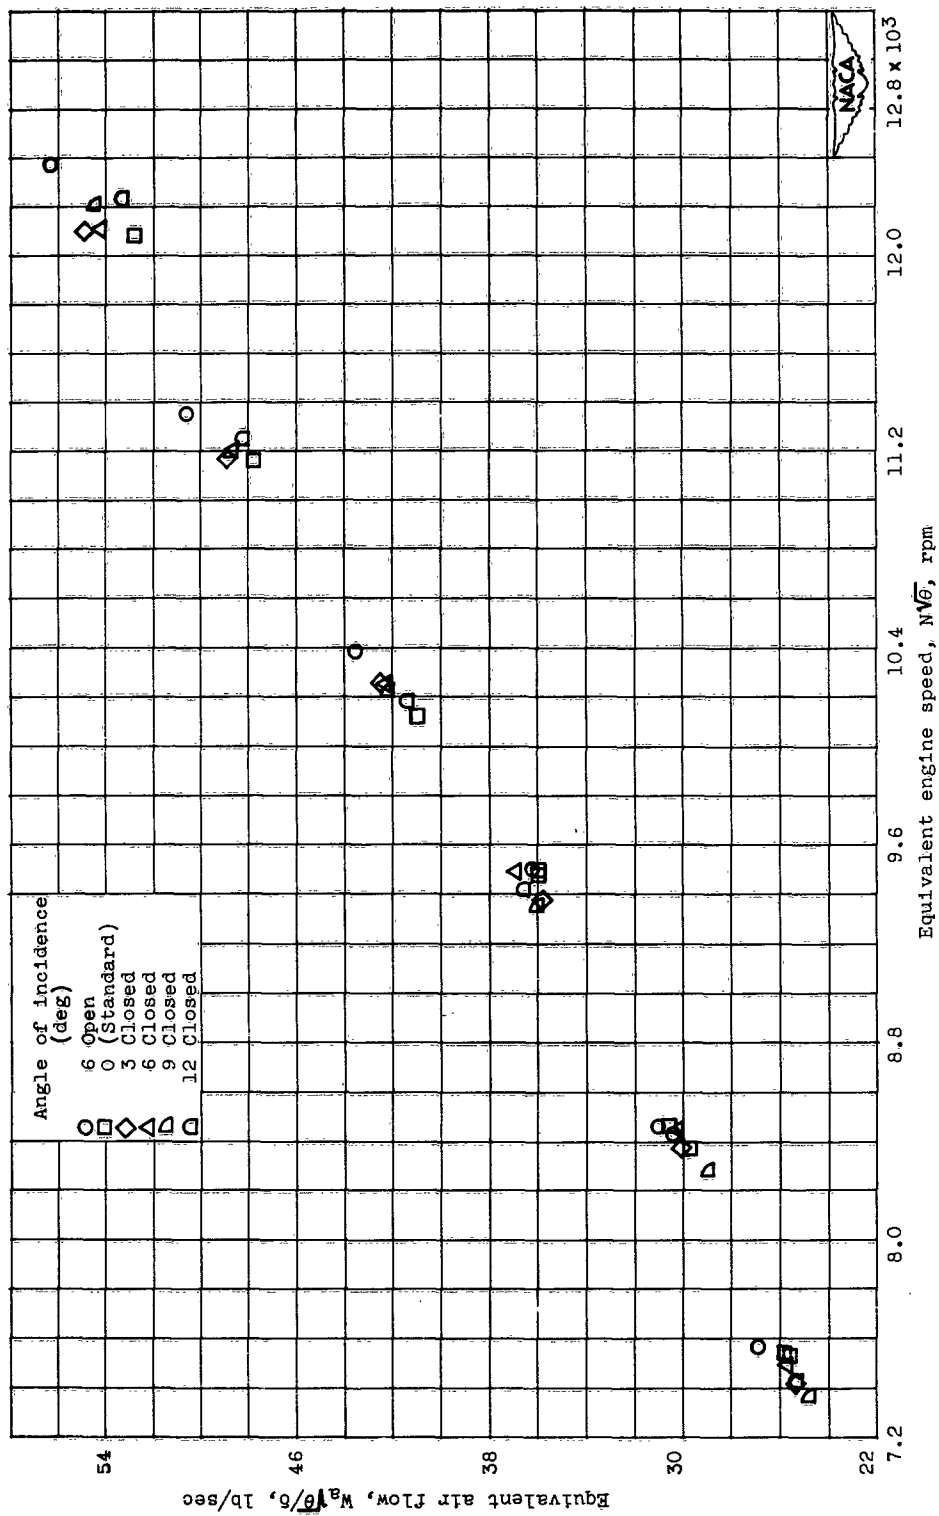 Angle of incidence
(deg)
6 Open
0 (Standard)
3 Closed
6 Closed
9 Closed
12 Closed
NACA
54
46
38
30
22
Equivalent air flow, Wa√θ/δ, lb/sec
7.2
8.0
8.8
9.6
10.4
11.2
12.0
12.8 x 10³
Equivalent engine speed, N√θ, rpm